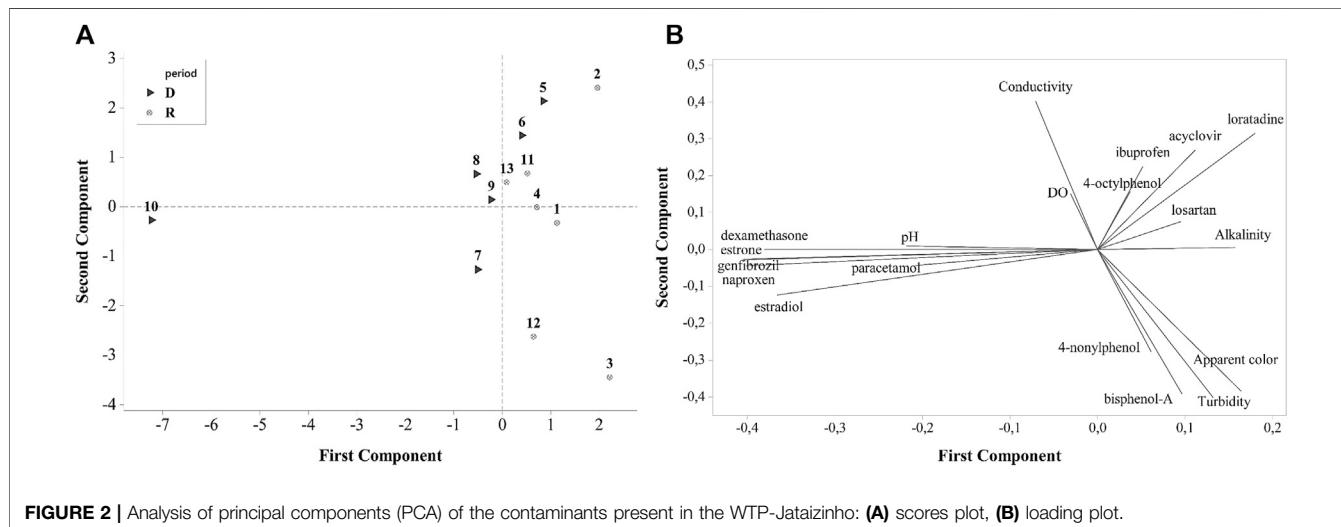 A
period
D
R
3
2
1
0
-1
-2
-3
-4
Second Component
2
5
6
8
13
11
9
4
1
10
7
12
3
-7
-6
-5
-4
-3
-2
-1
0
1
2
First Component
B
0,5
0,4
0,3
0,2
0,1
0,0
-0,1
-0,2
-0,3
-0,4
Second Component
Conductivity
loratadine
acyclovir
ibuprofen
4-octylphenol
DO
losartan
Alkalinity
pH
dexamethasone
estrone
genfibrozil
naproxen
paracetamol
estradiol
4-nonylphenol
Apparent color
bisphenol-A
Turbidity
-0,4
-0,3
-0,2
-0,1
0,0
0,1
0,2
First Component
FIGURE 2 | Analysis of principal components (PCA) of the contaminants present in the WTP-Jataizinho: (A) scores plot, (B) loading plot.